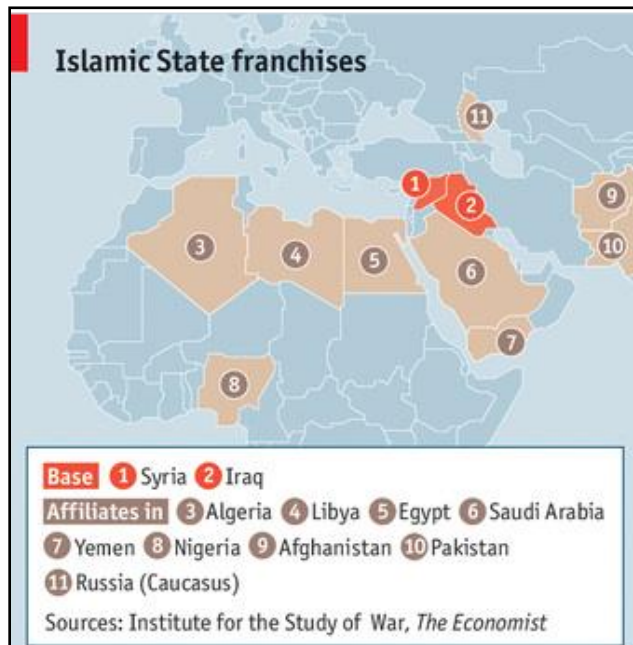 Islamic State franchises
11
1
2
9
3
4
5
10
6
7
8
Base 1 Syria 2 Iraq
Affiliates in 3 Algeria 4 Libya 5 Egypt 6 Saudi Arabia
7 Yemen 8 Nigeria 9 Afghanistan 10 Pakistan
11 Russia (Caucasus)
Sources: Institute for the Study of War, The Economist